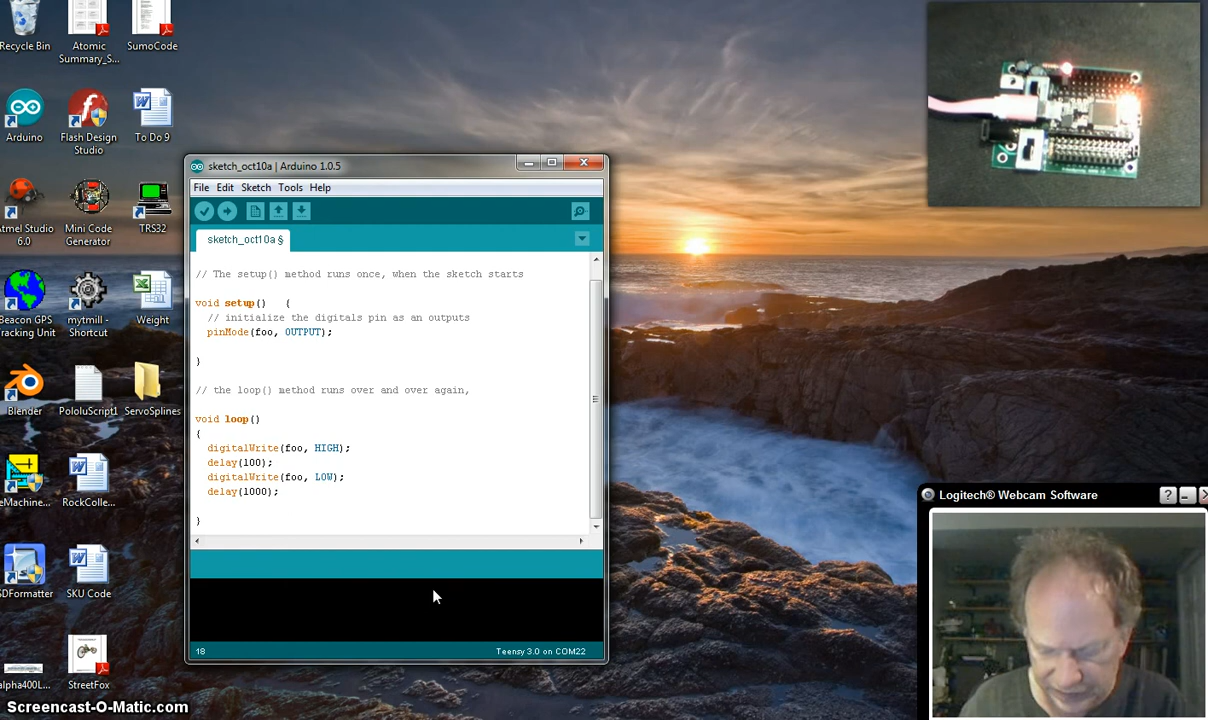 Recycle Bin
Atomic
Summary_S...
SumoCode
Arduino
Flash Design
Studio
To Do 9
Atmel Studio
6.0
Mini Code
Generator
TRS32
Beacon GPS
Tracking Unit
mytmill -
Shortcut
Weight
Blender
PololuScript1
ServoSplines
eMachine...
RockColle...
SDFormatter
SKU Code
alpha400L...
StreetFox
sketch_oct10a | Arduino 1.0.5
File Edit Sketch Tools Help
sketch_oct10a §
// The setup() method runs once, when the sketch starts
void setup() {
// initialize the digitals pin as an outputs
pinMode(foo, OUTPUT);
}
// the loop() method runs over and over again,
void loop()
{
digitalWrite(foo, HIGH);
delay(100);
digitalWrite(foo, LOW);
delay(1000);
}
18
Teensy 3.0 on COM22
Logitech® Webcam Software
Screencast-O-Matic.com